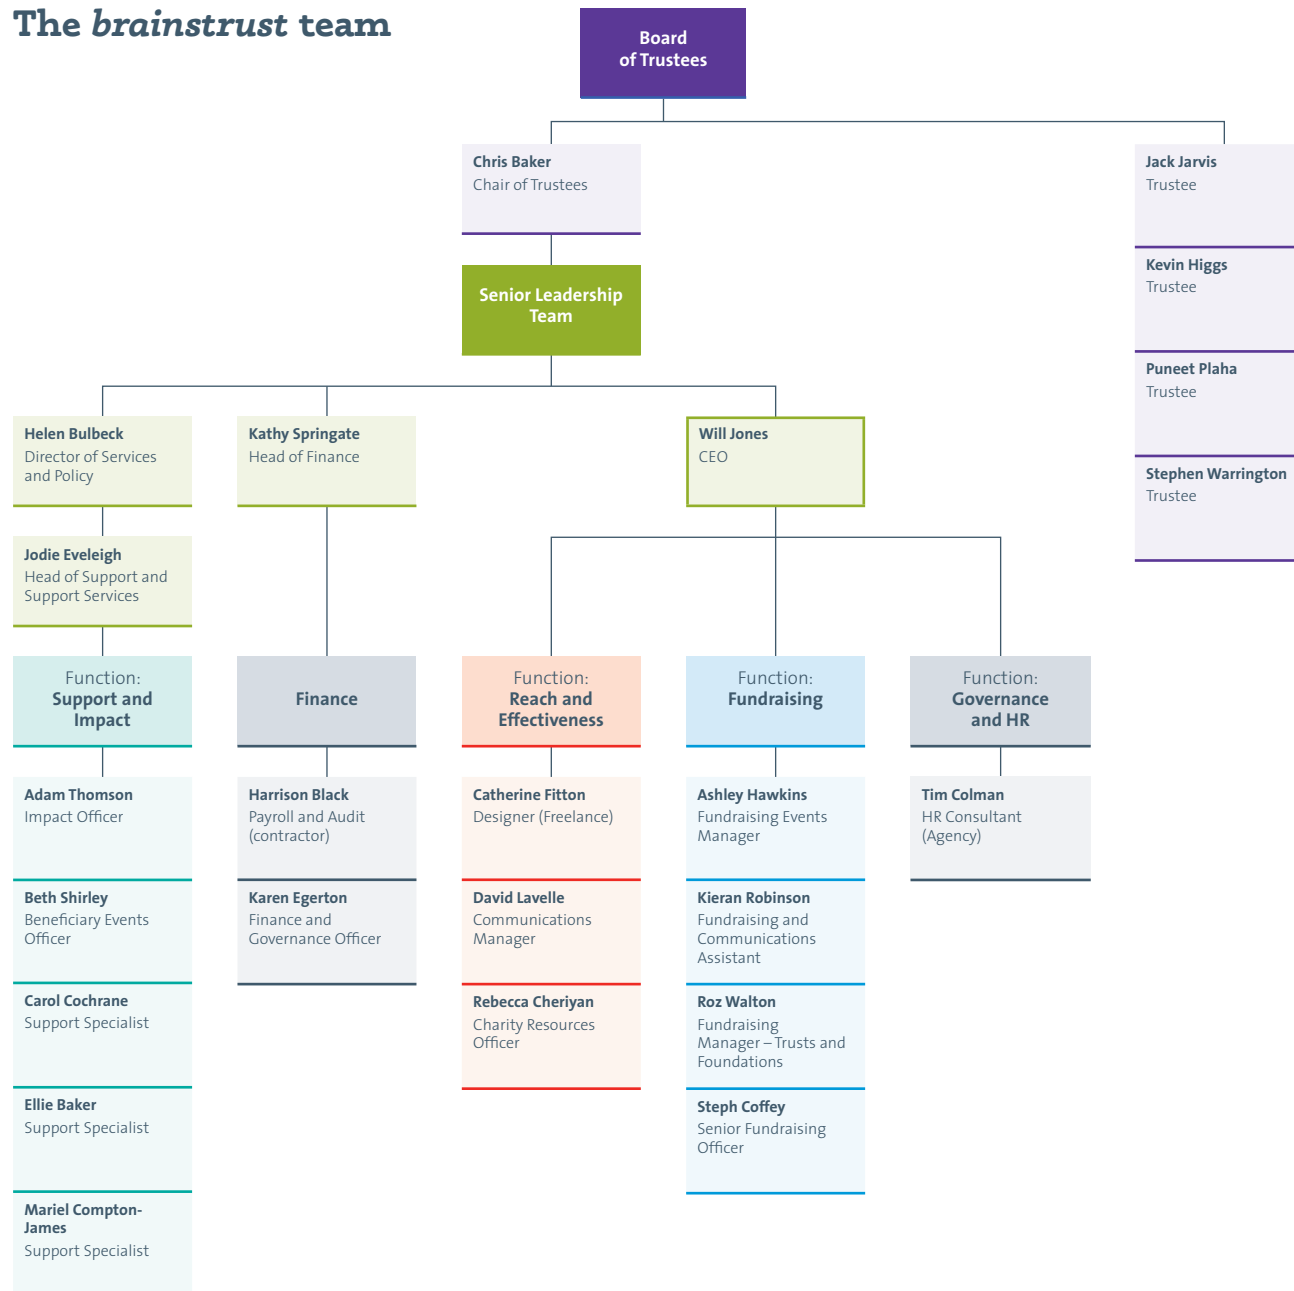 The brainstrust team
Board
of Trustees
Chris Baker
Chair of Trustees
Jack Jarvis
Trustee
Kevin Higgs
Trustee
Puneet Plaha
Trustee
Stephen Warrington
Trustee
Senior Leadership
Team
Helen Bulbeck
Director of Services
and Policy
Kathy Springate
Head of Finance
Will Jones
CEO
Jodie Eveleigh
Head of Support and
Support Services
Function:
Support and
Impact
Finance
Function:
Reach and
Effectiveness
Function:
Fundraising
Function:
Governance
and HR
Adam Thomson
Impact Officer
Beth Shirley
Beneficiary Events
Officer
Carol Cochrane
Support Specialist
Ellie Baker
Support Specialist
Mariel Compton-
James
Support Specialist
Harrison Black
Payroll and Audit
(contractor)
Karen Egerton
Finance and
Governance Officer
Catherine Fitton
Designer (Freelance)
David Lavelle
Communications
Manager
Rebecca Cheriyan
Charity Resources
Officer
Ashley Hawkins
Fundraising Events
Manager
Kieran Robinson
Fundraising and
Communications
Assistant
Roz Walton
Fundraising
Manager – Trusts and
Foundations
Steph Coffey
Senior Fundraising
Officer
Tim Colman
HR Consultant
(Agency)